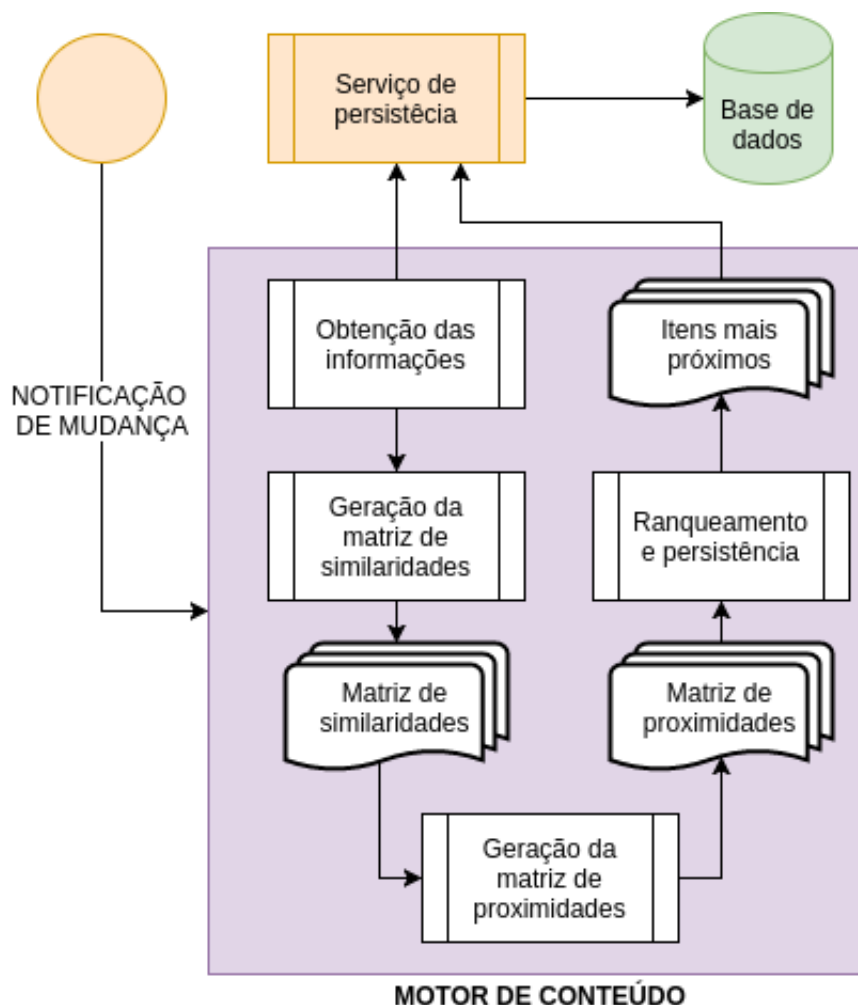 Serviço de
persistêcia
Base de
dados
NOTIFICAÇÃO
DE MUDANÇA
Obtenção das
informações
Itens mais
próximos
Geração da
matriz de
similaridades
Ranqueamento
e persistência
Matriz de
similaridades
Matriz de
proximidades
Geração da
matriz de
proximidades
MOTOR DE CONTEÚDO